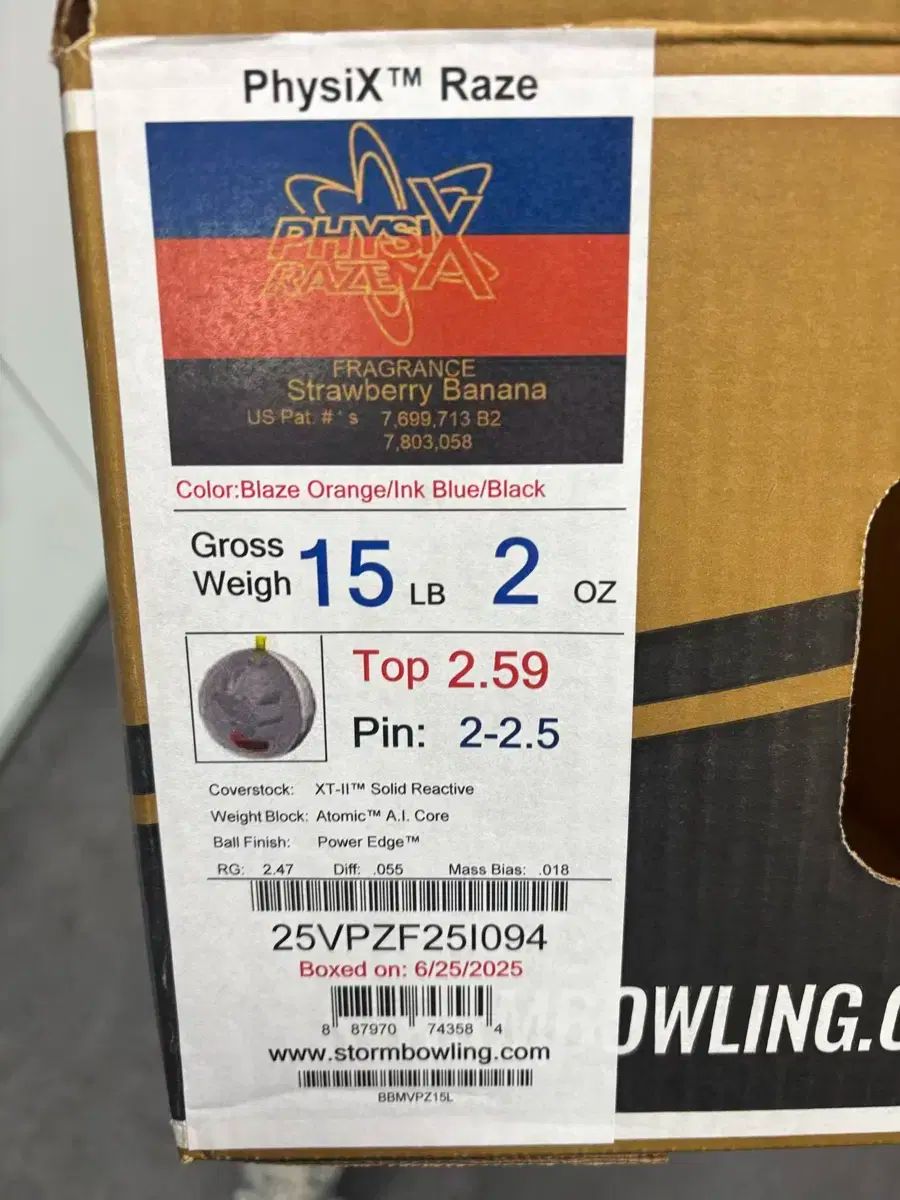 PhysiX™ Raze
PHYSIX
RAZE
FRAGRANCE
Strawberry Banana
US Pat. #'s 7,699,713 B2
7,803,058
Color:Blaze Orange/Ink Blue/Black
Gross
Weigh 15 LB 2 OZ
Top 2.59
Pin: 2-2.5
Coverstock: XT-II™ Solid Reactive
Weight Block: Atomic™ A.I. Core
Ball Finish: Power Edge™
RG: 2.47 Diff: .055 Mass Bias: .018
25VPZF25I094
Boxed on: 6/25/2025
8 87970 74358 4
www.stormbowling.com
BBMVPZ15L
MBOWLING.C